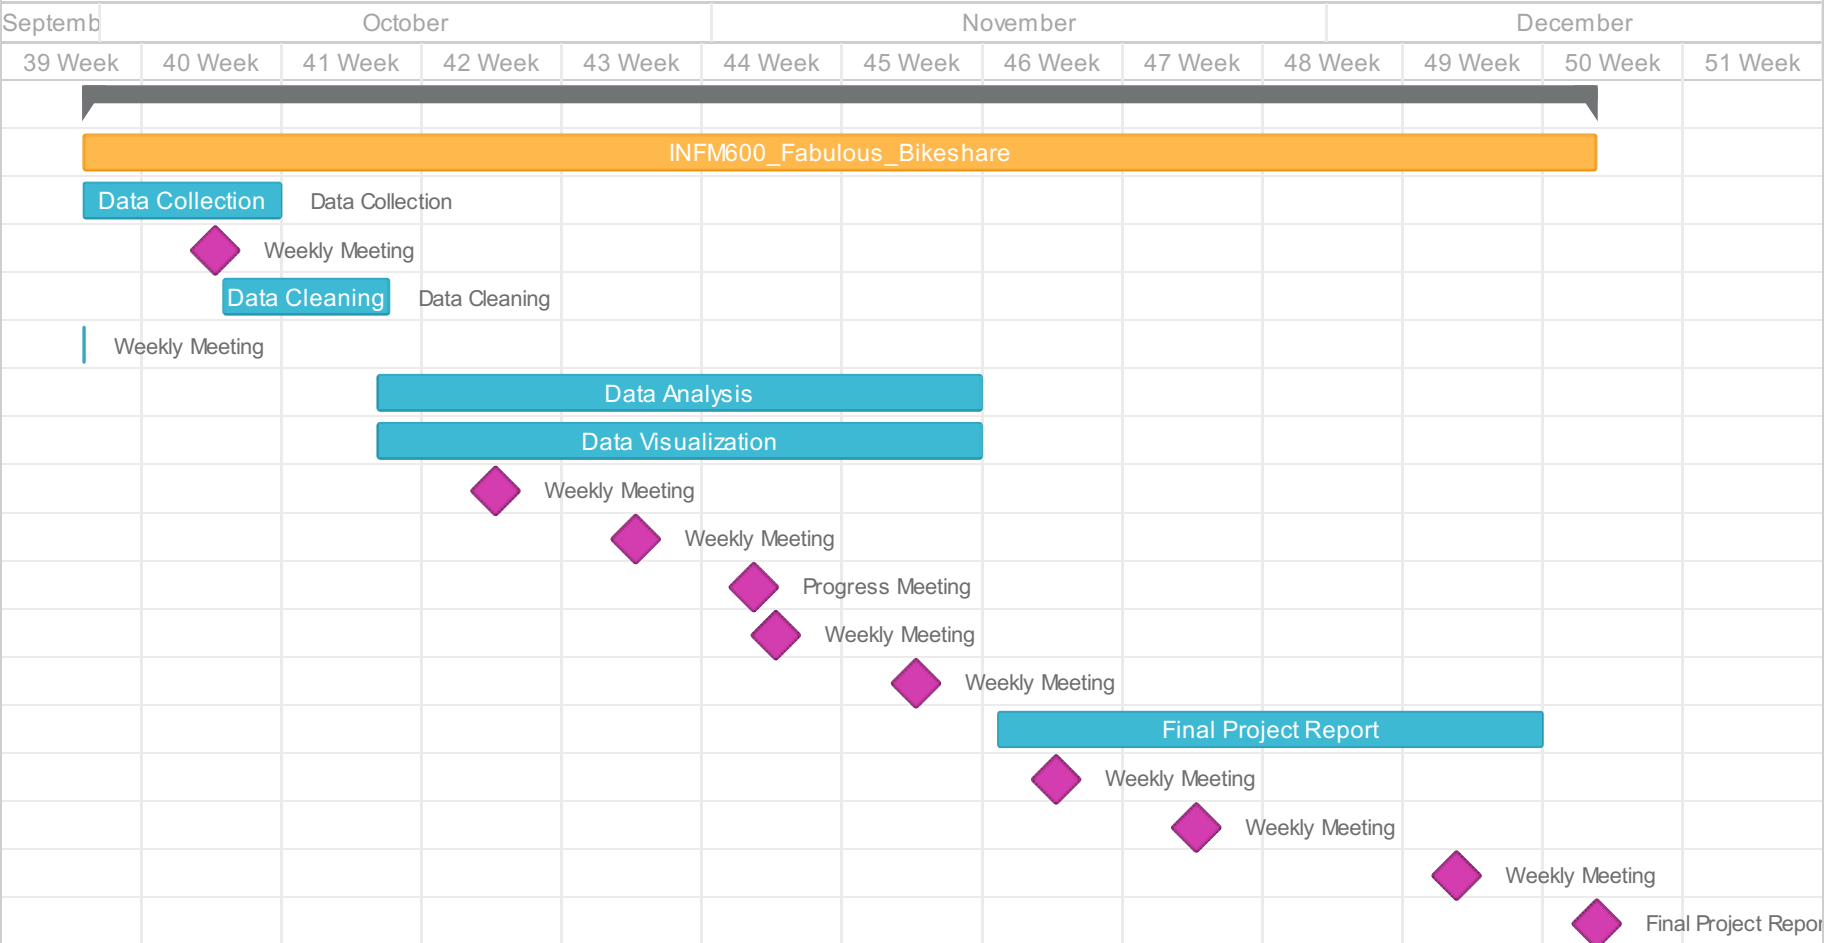 Septemb October November December
39 Week 40 Week 41 Week 42 Week 43 Week 44 Week 45 Week 46 Week 47 Week 48 Week 49 Week 50 Week 51 Week
INFM600_Fabulous_Bikeshare
Data Collection Data Collection
Weekly Meeting
Data Cleaning Data Cleaning
Weekly Meeting
Data Analysis
Data Visualization
Weekly Meeting
Weekly Meeting
Progress Meeting
Weekly Meeting
Weekly Meeting
Final Project Report
Weekly Meeting
Weekly Meeting
Weekly Meeting
Final Project Repor